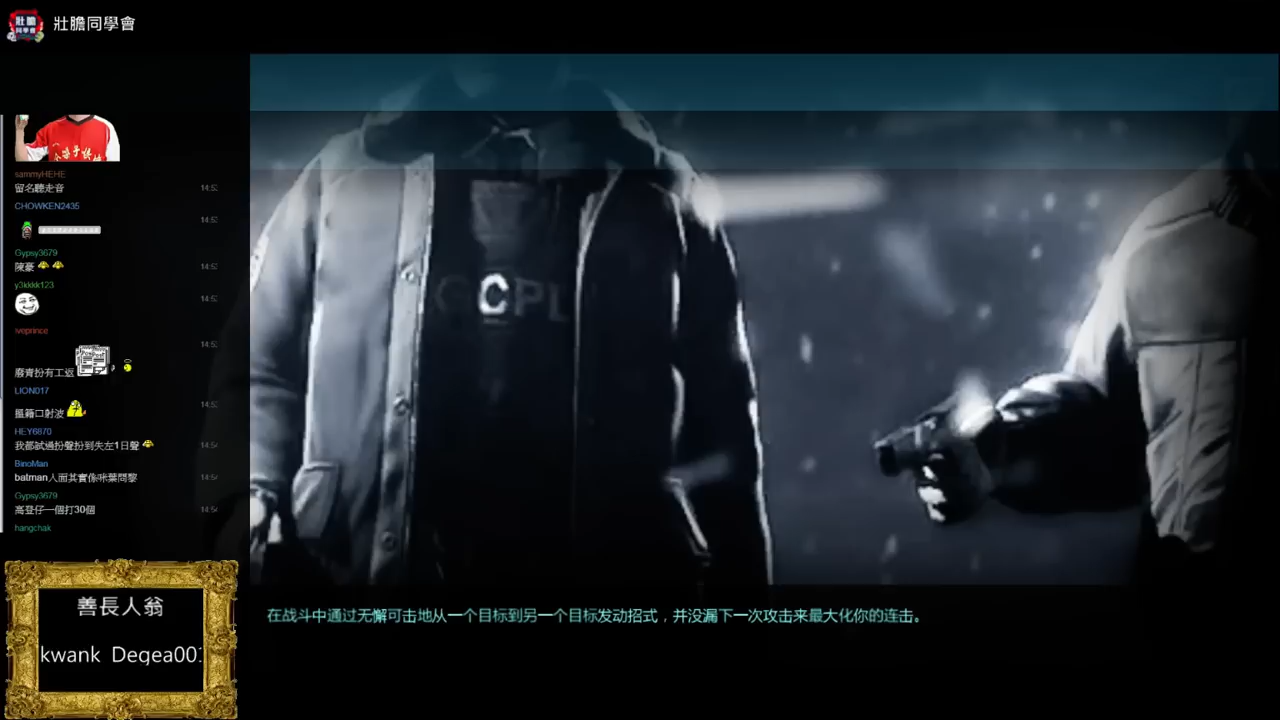 壯膽同學會
sammyHEHE
留名聽走音
CHOWKEN2435
Gypsy3679
陳豪
y3kkkk123
ivoprince
廢青扮有工返
LION017
搵籍口射波
HEY6870
我都試過扮聲扮到失左1日聲
BinoMan
batman人面其實係咪葉問黎
Gypsy3679
高登仔一個打30個
hangchak
GCPD
善長人翁
kwank Degea001
在战斗中通过无懈可击地从一个目标到另一个目标发动招式，并没漏下一次攻击来最大化你的连击。